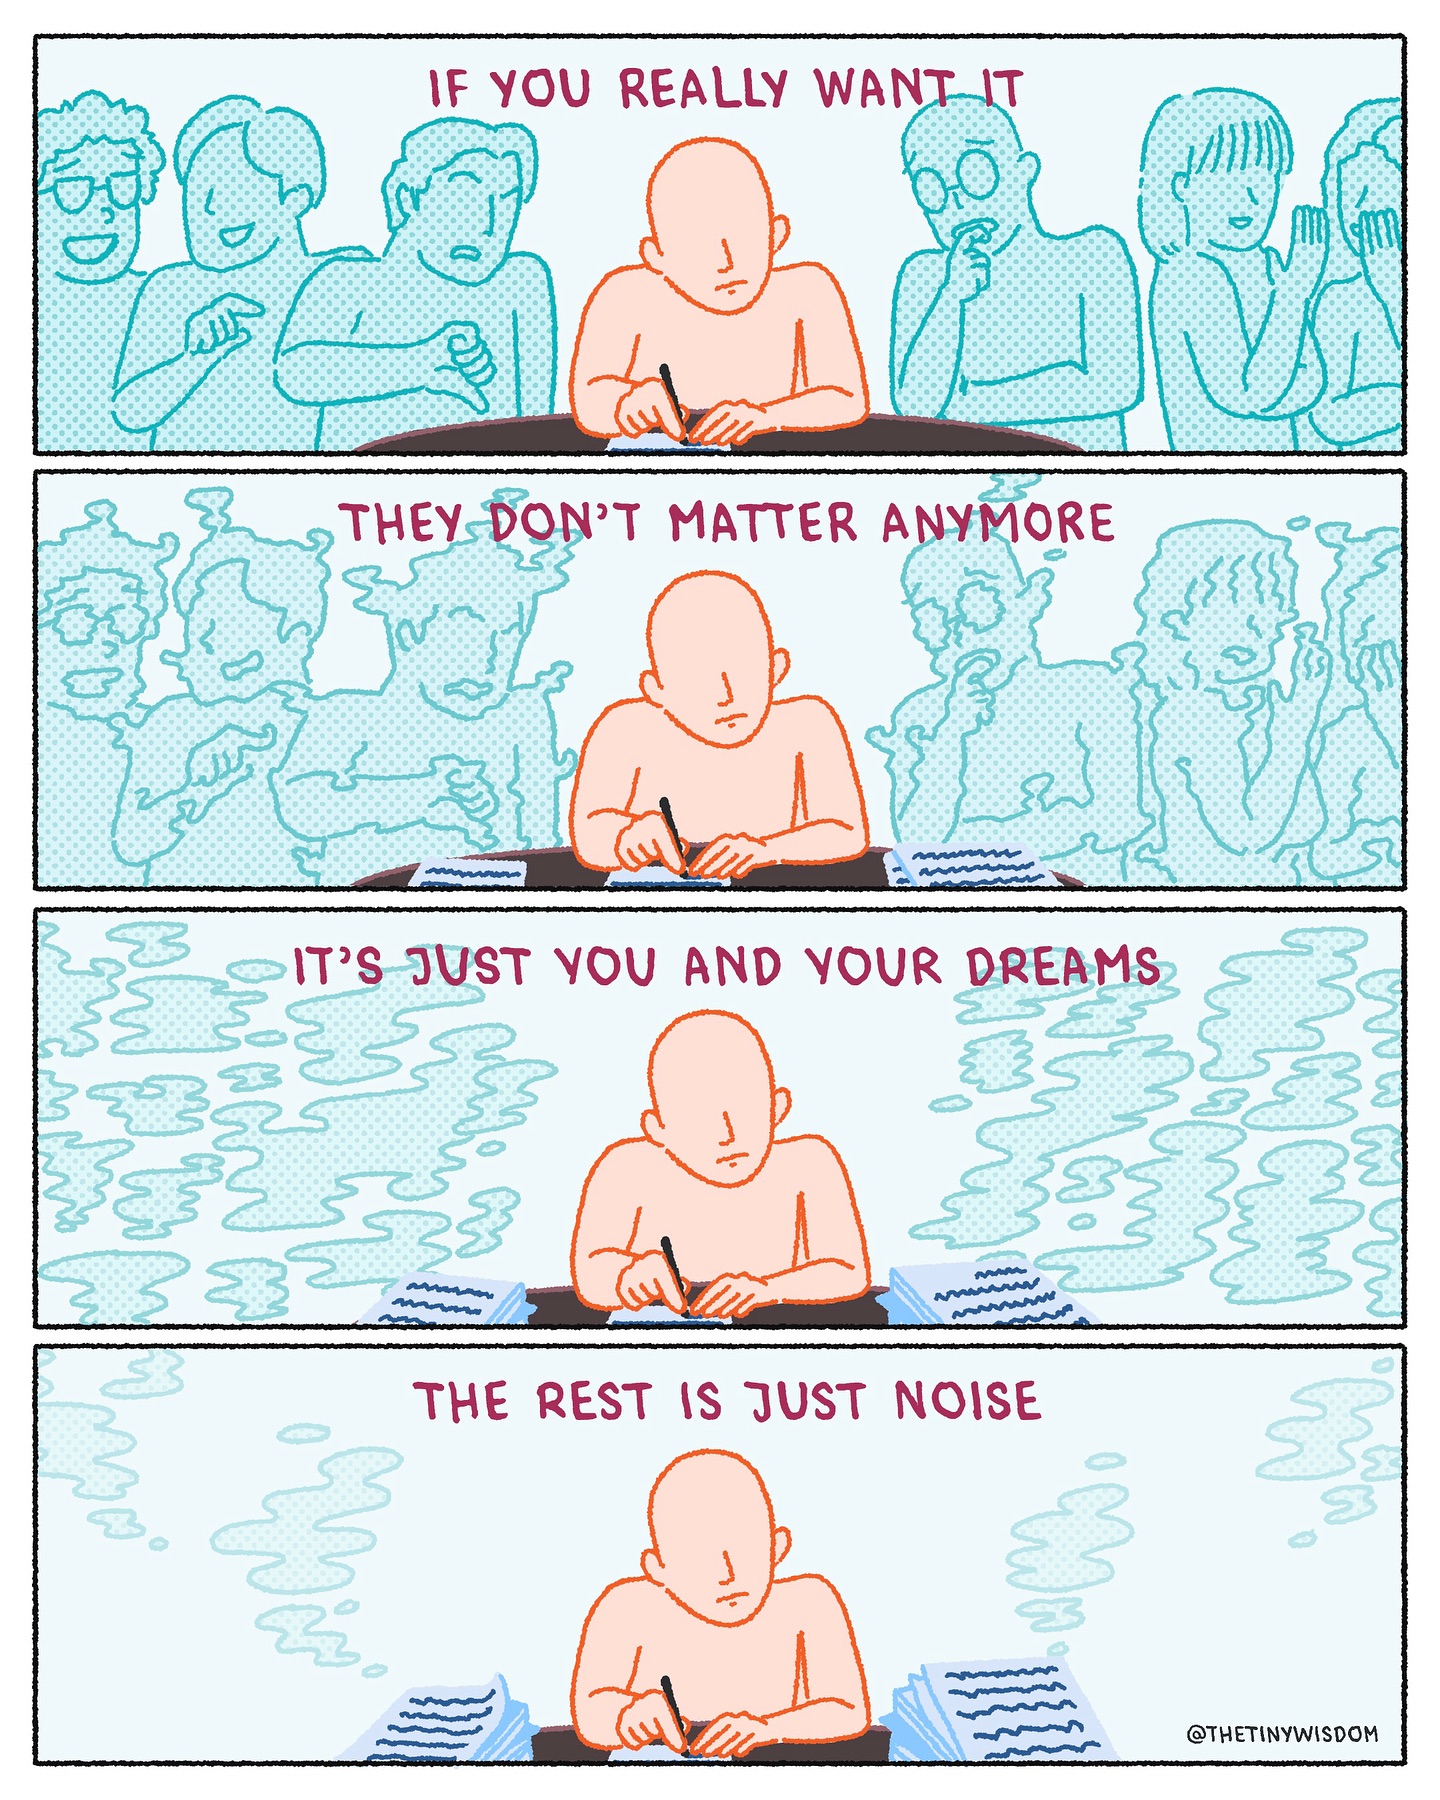 IF YOU REALLY WANT IT
THEY DON'T MATTER ANYMORE
IT'S JUST YOU AND YOUR DREAMS
THE REST IS JUST NOISE
@THETINYWISDOM